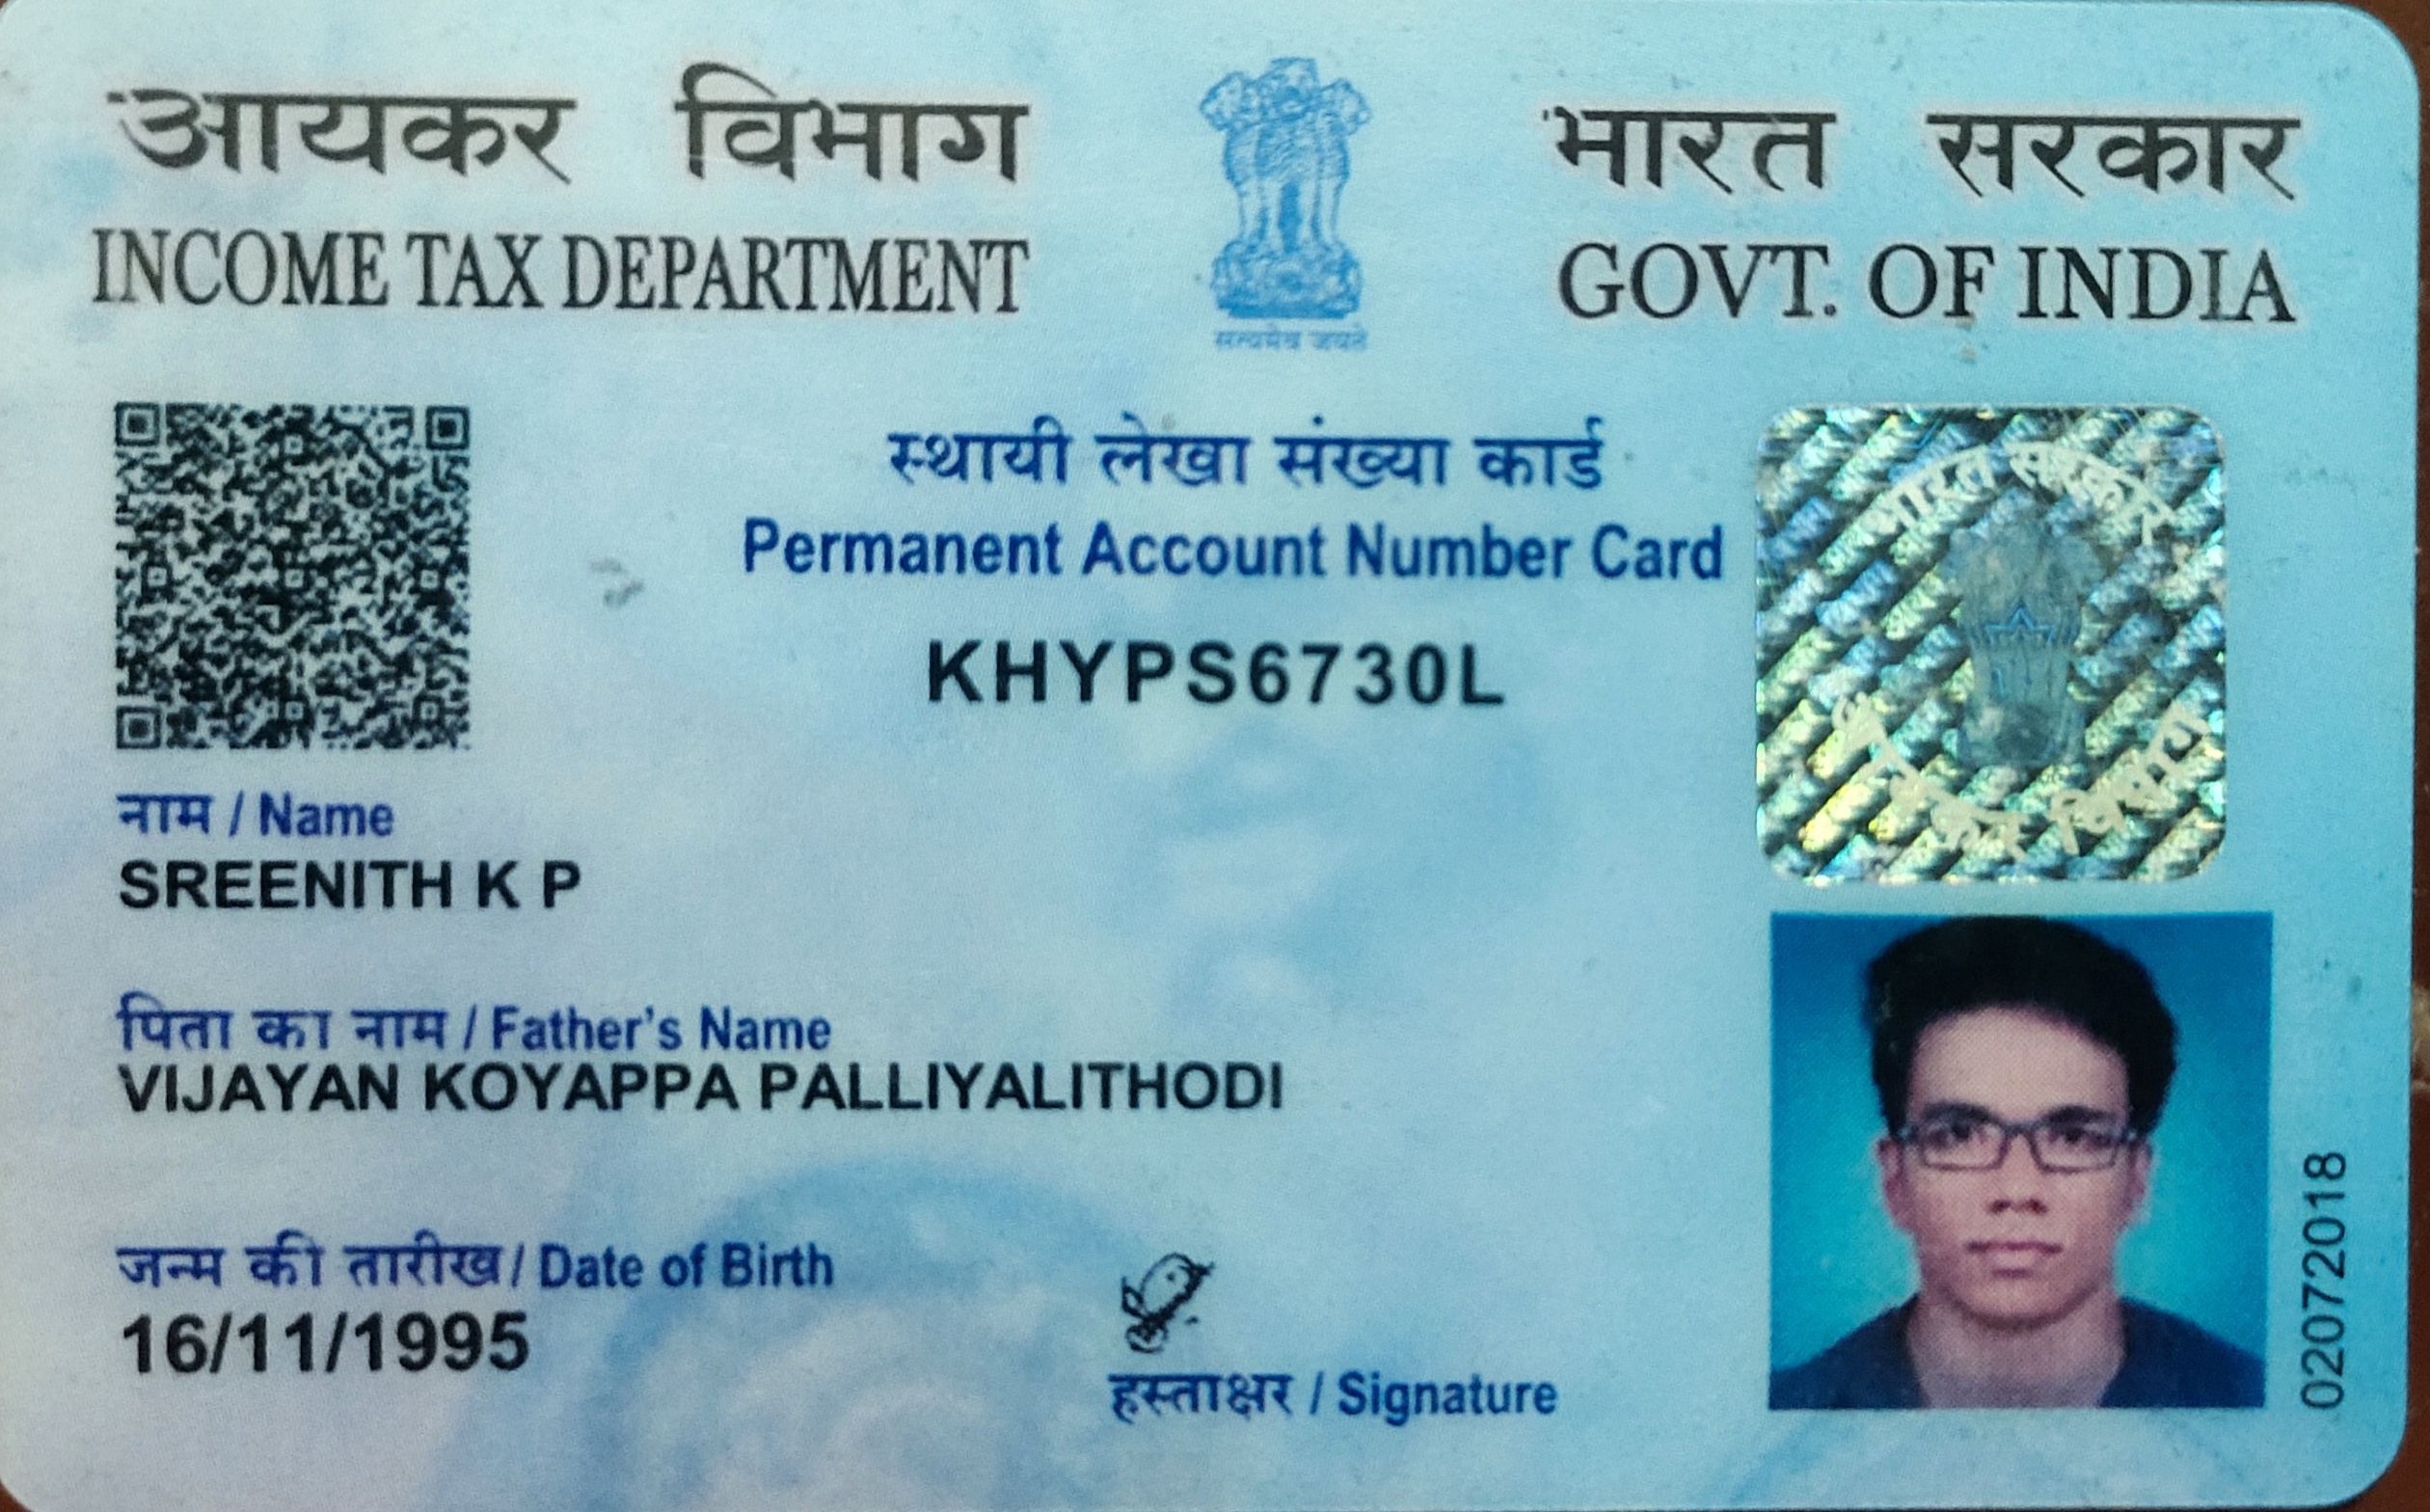 आयकर विभाग
INCOME TAX DEPARTMENT
सत्यमेव जयते
भारत सरकार
GOVT. OF INDIA
स्थायी लेखा संख्या कार्ड
Permanent Account Number Card
KHYPS6730L
भारत सरकार
आयकर विभाग
नाम / Name
SREENITH K P
पिता का नाम / Father's Name
VIJAYAN KOYAPPA PALLIYALITHODI
जन्म की तारीख / Date of Birth
16/11/1995
हस्ताक्षर / Signature
02072018